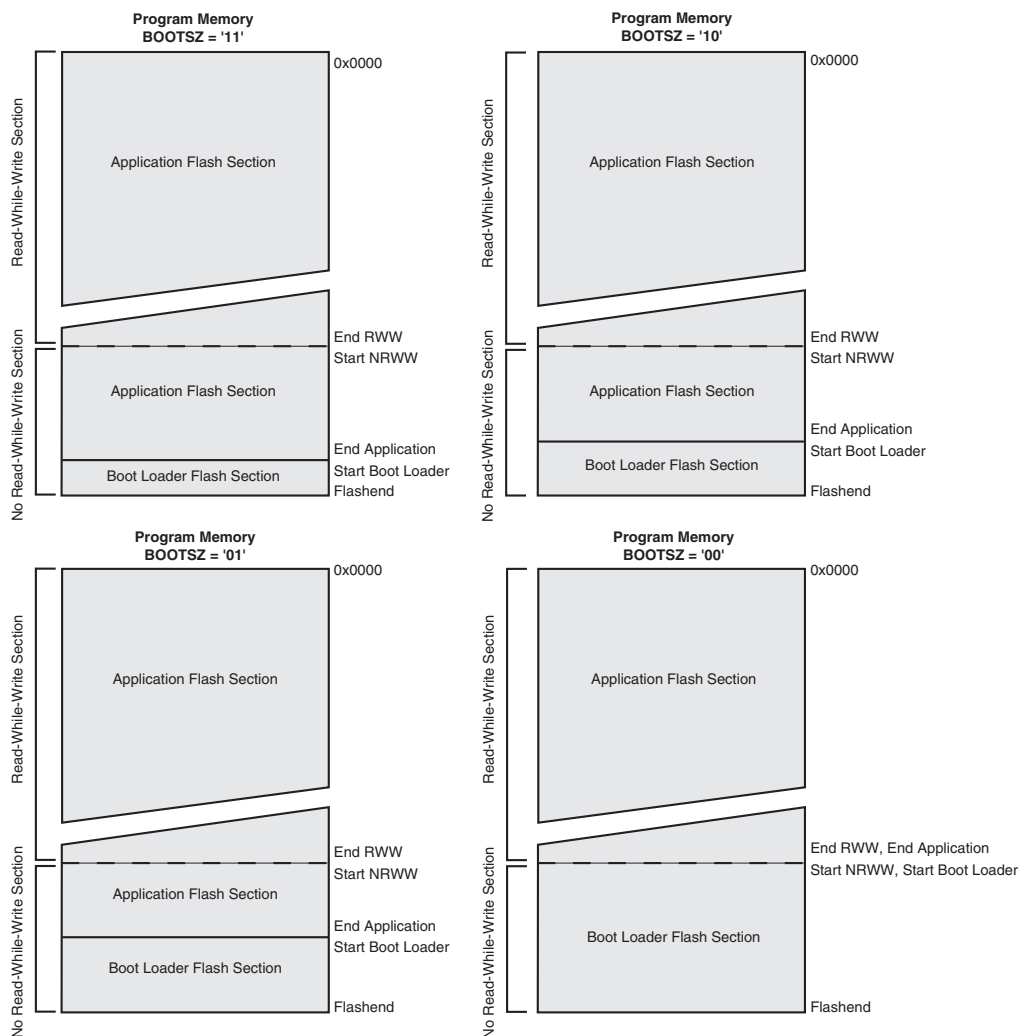 Program Memory
BOOTSZ = '11'
0x0000
Read-While-Write Section
Application Flash Section
End RWW
Start NRWW
No Read-While-Write Section
Application Flash Section
End Application
Start Boot Loader
Boot Loader Flash Section
Flashend
Program Memory
BOOTSZ = '10'
0x0000
Read-While-Write Section
Application Flash Section
End RWW
Start NRWW
No Read-While-Write Section
Application Flash Section
End Application
Start Boot Loader
Boot Loader Flash Section
Flashend
Program Memory
BOOTSZ = '01'
0x0000
Read-While-Write Section
Application Flash Section
End RWW
Start NRWW
No Read-While-Write Section
Application Flash Section
End Application
Start Boot Loader
Boot Loader Flash Section
Flashend
Program Memory
BOOTSZ = '00'
0x0000
Read-While-Write Section
Application Flash Section
End RWW, End Application
Start NRWW, Start Boot Loader
No Read-While-Write Section
Boot Loader Flash Section
Flashend